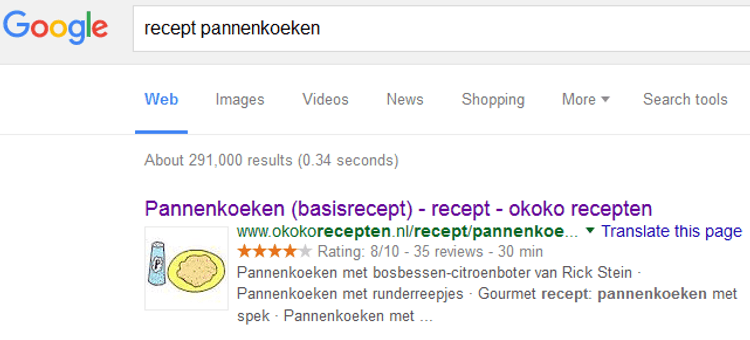 Google recept pannenkoeken
Web Images Videos News Shopping More Search tools
About 291,000 results (0.34 seconds)
Pannenkoeken (basisrecept) - recept - okoko recepten
www.okokorecepten.nl/recept/pannenkoe... Translate this page
Rating: 8/10 - 35 reviews - 30 min
Pannenkoeken met bosbessen-citroenboter van Rick Stein ·
Pannenkoeken met runderreepjes · Gourmet recept: pannenkoeken met
spek · Pannenkoeken met ...
P